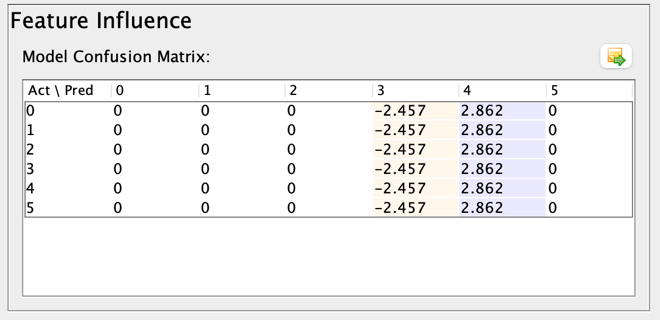 Feature Influence
Model Confusion Matrix:
Act \ Pred 0 1 2 3 4 5
0 0 0 0 -2.457 2.862 0
1 0 0 0 -2.457 2.862 0
2 0 0 0 -2.457 2.862 0
3 0 0 0 -2.457 2.862 0
4 0 0 0 -2.457 2.862 0
5 0 0 0 -2.457 2.862 0